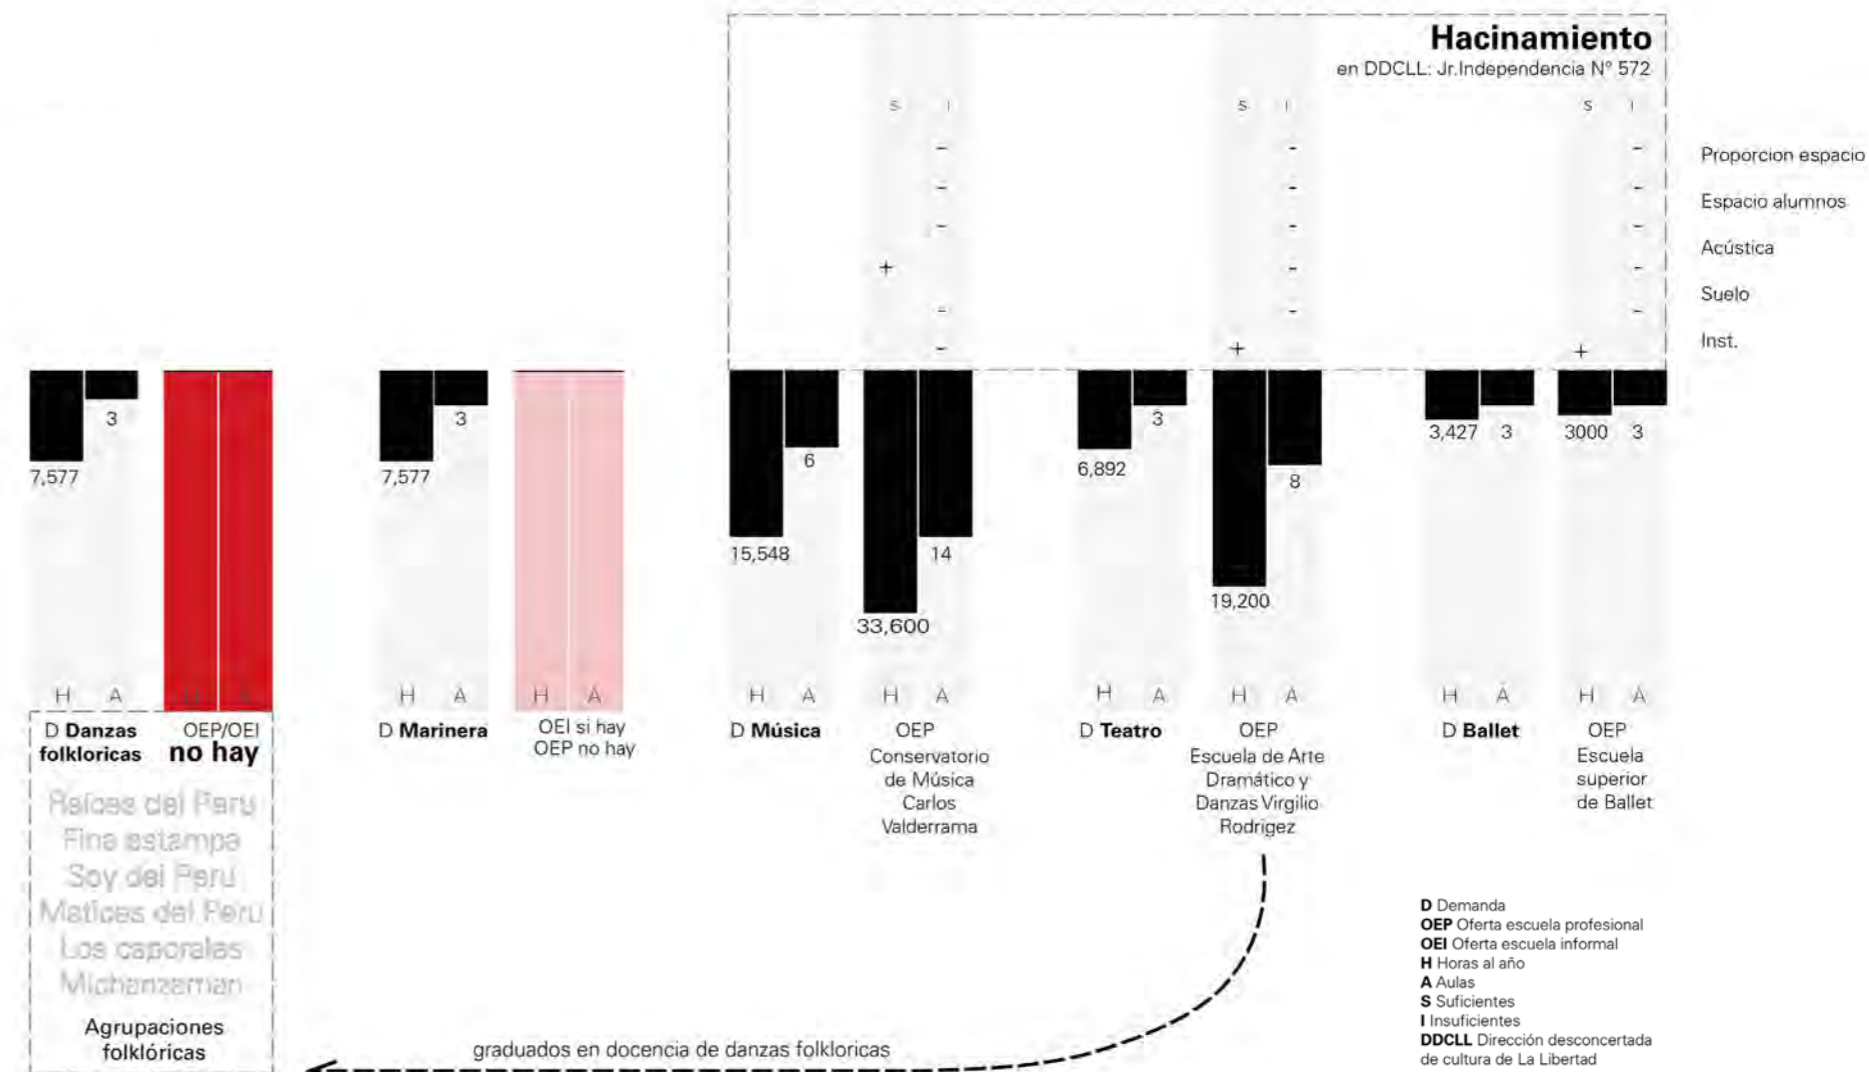 Hacinamiento
en DDCLL: Jr.Independencia N° 572
S I
S I
S I
- - -
- - -
- - -
+ - -
- - -
- + +
Proporcion espacio
Espacio alumnos
Acústica
Suelo
Inst.
7,577
3
7,577
3
15,548
6
33,600
14
6,892
3
19,200
8
3,427
3
3000
3
H A
H A
H A
H A
H A
H A
H A
H A
H A
H A
D Danzas
folkloricas
OEP/OEI
no hay
D Marinera
OEI si hay
OEP no hay
D Música
OEP
Conservatorio
de Música
Carlos
Valderrama
D Teatro
OEP
Escuela de Arte
Dramático y
Danzas Virgilio
Rodrigez
D Ballet
OEP
Escuela
superior
de Ballet
Raíces del Peru
Fina estampa
Soy del Peru
Matices del Peru
Los caporales
Michanzaman
Agrupaciones
folklóricas
graduados en docencia de danzas folkloricas
D Demanda
OEP Oferta escuela profesional
OEI Oferta escuela informal
H Horas al año
A Aulas
S Suficientes
I Insuficientes
DDCLL Dirección desconcertada
de cultura de La Libertad